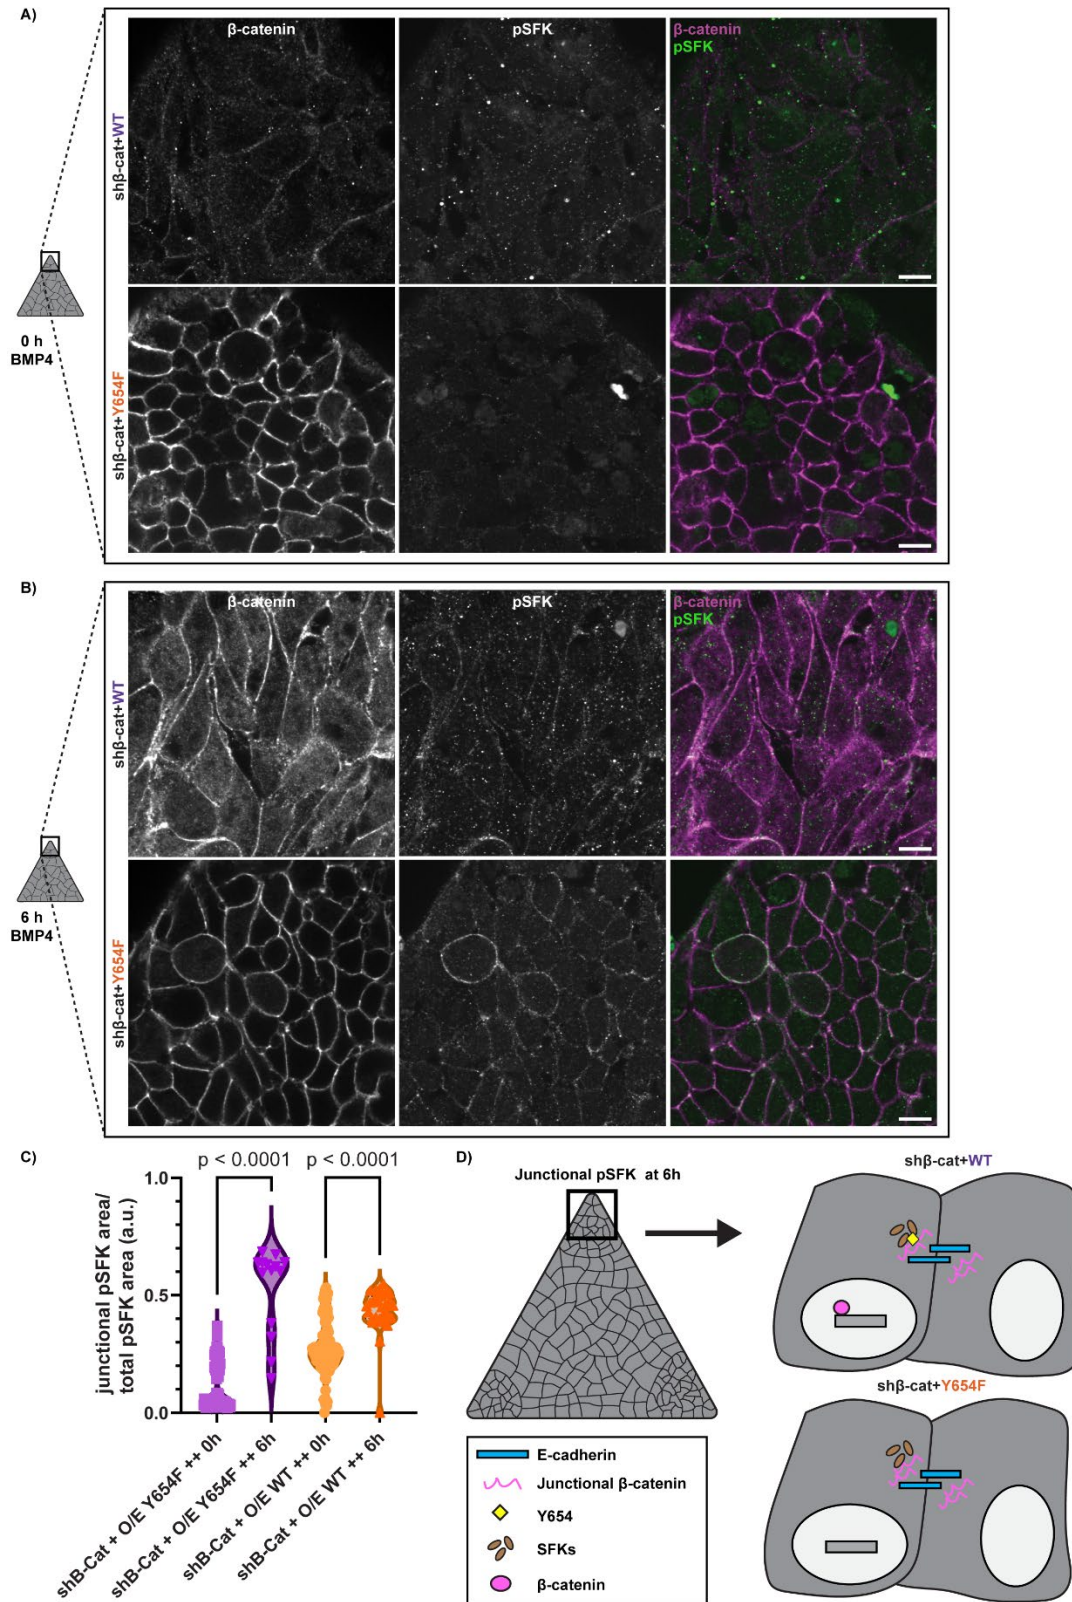 A)
β-catenin
pSFK
β-catenin
pSFK
shβ-cat+WT
0 h
BMP4
shβ-cat+Y654F
B)
β-catenin
pSFK
β-catenin
pSFK
shβ-cat+WT
6 h
BMP4
shβ-cat+Y654F
C)
p < 0.0001 p < 0.0001
junctional pSFK area/
total pSFK area (a.u.)
1.0
0.5
0.0
shB-Cat + O/E Y654F ++ 0h
shB-Cat + O/E Y654F ++ 6h
shB-Cat + O/E WT ++ 0h
shB-Cat + O/E WT ++ 6h
D)
Junctional pSFK at 6h
shβ-cat+WT
shβ-cat+Y654F
E-cadherin
Junctional β-catenin
Y654
SFKs
β-catenin